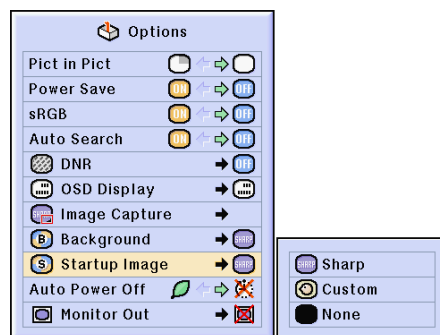 Options
Pict in Pict
Power Save ON OFF
sRGB ON OFF
Auto Search ON OFF
DNR OFF
OSD Display
SHARP Image Capture
B Background SHARP
S Startup Image SHARP
Auto Power Off
Monitor Out
SHARP Sharp
Custom
None